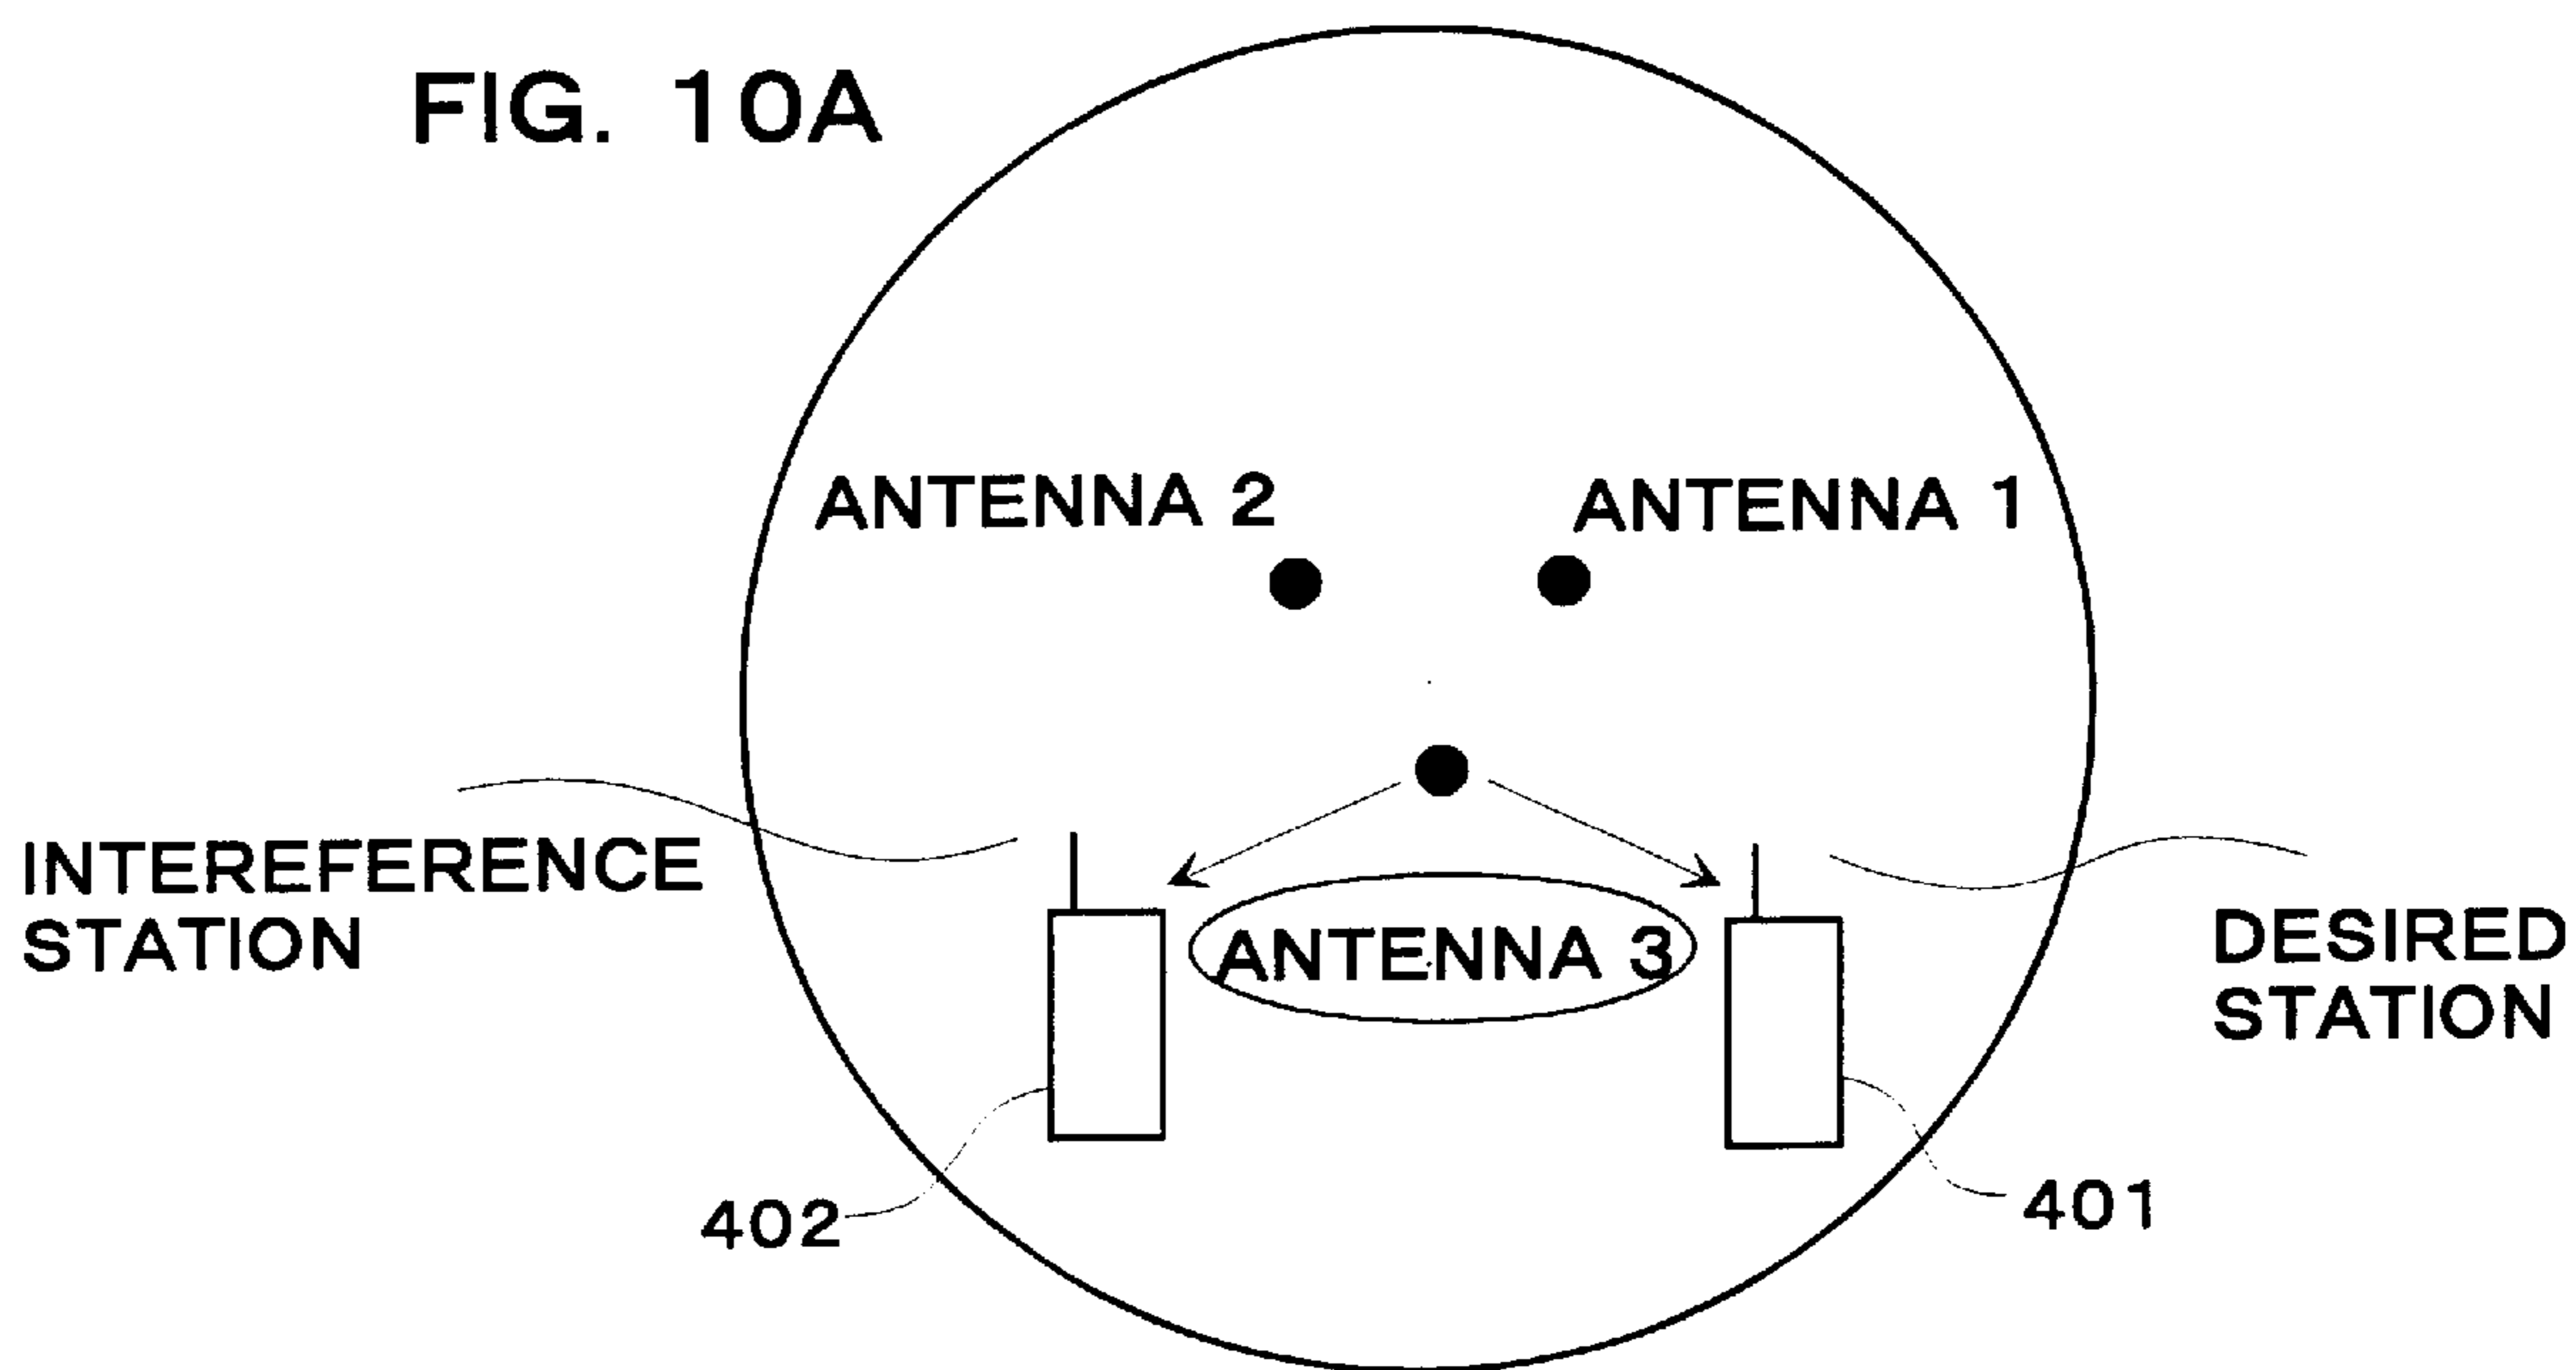 FIG. 10A
ANTENNA 2
ANTENNA 1
INTEREFERENCE
STATION
ANTENNA 3
DESIRED
STATION
402
401